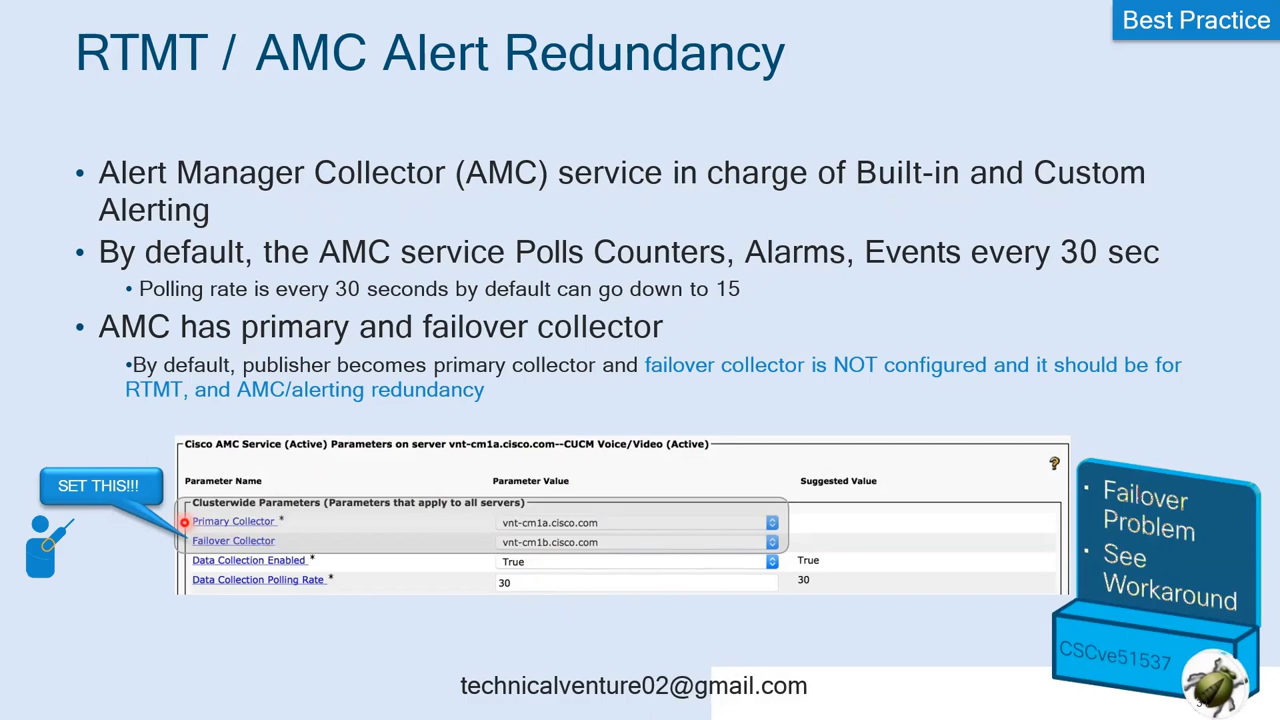 Best Practice
RTMT / AMC Alert Redundancy
• Alert Manager Collector (AMC) service in charge of Built-in and Custom
Alerting
• By default, the AMC service Polls Counters, Alarms, Events every 30 sec
• Polling rate is every 30 seconds by default can go down to 15
• AMC has primary and failover collector
•By default, publisher becomes primary collector and failover collector is NOT configured and it should be for
RTMT, and AMC/alerting redundancy
Cisco AMC Service (Active) Parameters on server vnt-cm1a.cisco.com--CUCM Voice/Video (Active)
?
Parameter Name Parameter Value Suggested Value
SET THIS!!!
Clusterwide Parameters (Parameters that apply to all servers)
Primary Collector * vnt-cm1a.cisco.com
Failover Collector vnt-cm1b.cisco.com
Data Collection Enabled * True True
Data Collection Polling Rate * 30 30
• Failover
Problem
• See
Workaround
CSCve51537
technicalventure02@gmail.com